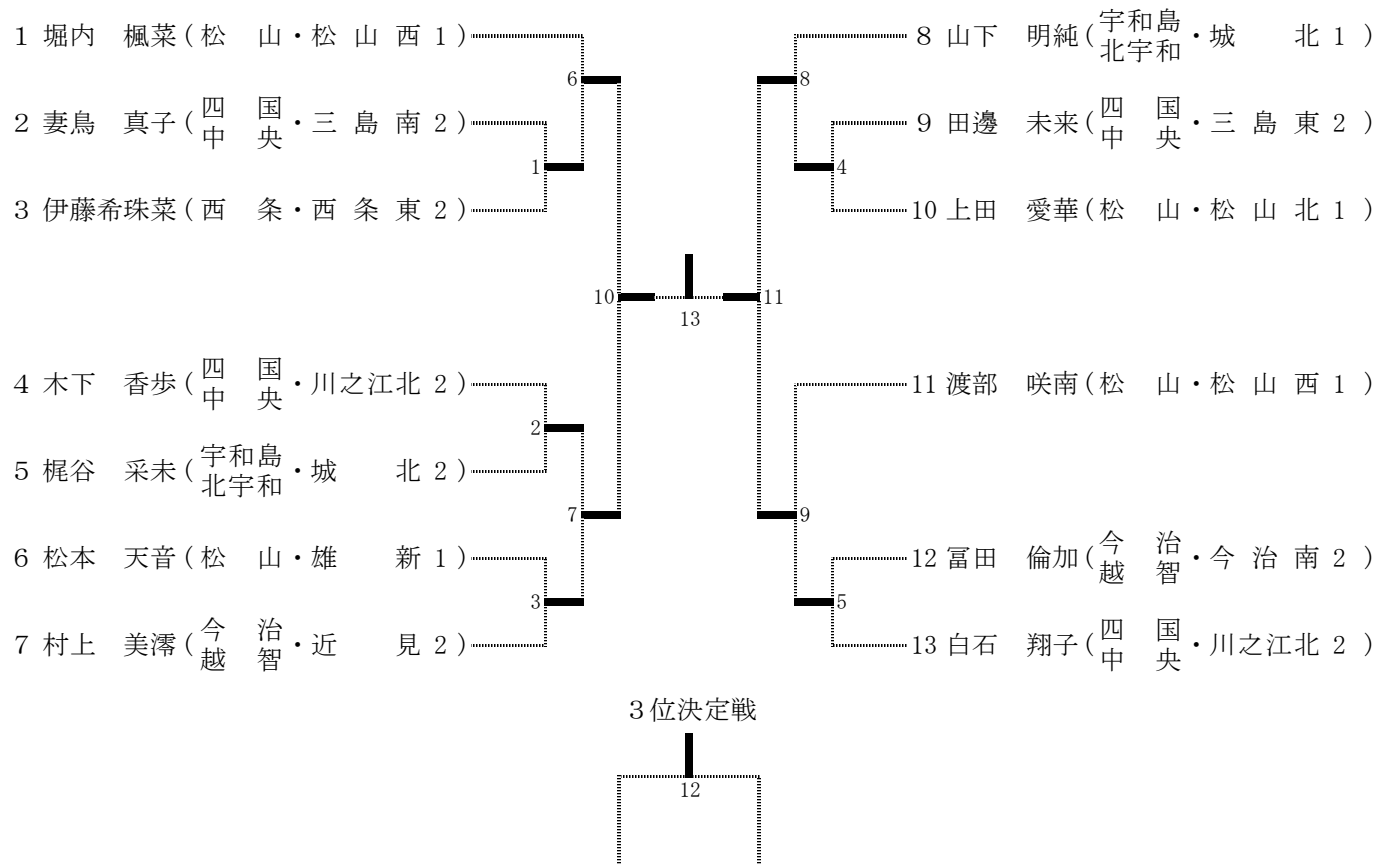 1 堀内　楓菜(松　山・松山西1)
6
2 妻鳥　真子(四国中央・三島南2)
1
3 伊藤希珠菜(西　条・西条東2)
10
4 木下　香歩(四国中央・川之江北2)
2
5 梶谷　采未(宇和島北宇和・城　北2)
7
6 松本　天音(松　山・雄　新1)
3
7 村上　美澪(今治越智・近　見2)
13
8 山下　明純(宇和島北宇和・城　北1)
8
9 田邊　未来(四国中央・三島東2)
4
10 上田　愛華(松　山・松山北1)
11
11 渡部　咲南(松　山・松山西1)
9
12 冨田　倫加(今治越智・今治南2)
5
13 白石　翔子(四国中央・川之江北2)
3位決定戦
12